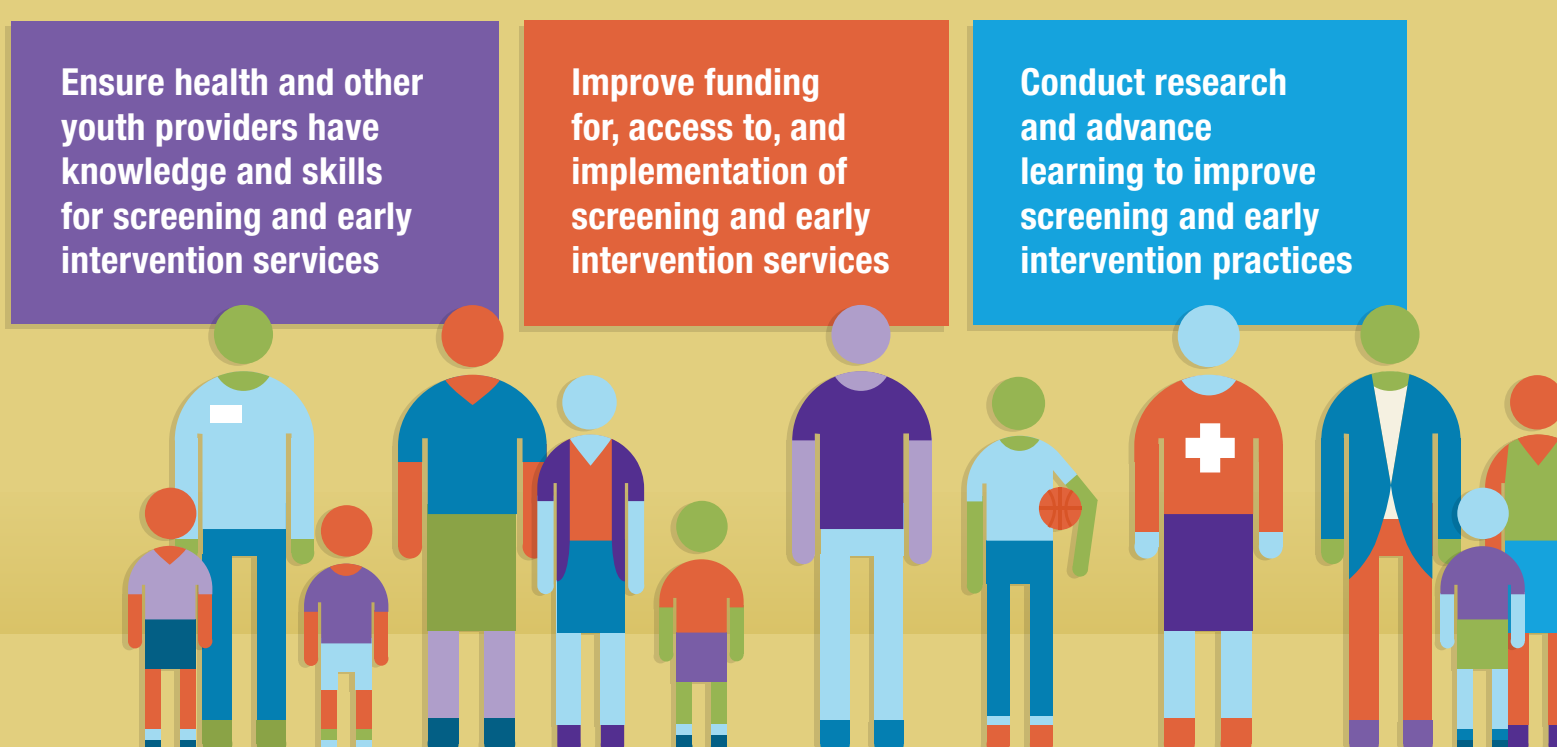 Ensure health and other
youth providers have
knowledge and skills
for screening and early
intervention services
Improve funding
for, access to, and
implementation of
screening and early
intervention services
Conduct research
and advance
learning to improve
screening and early
intervention practices